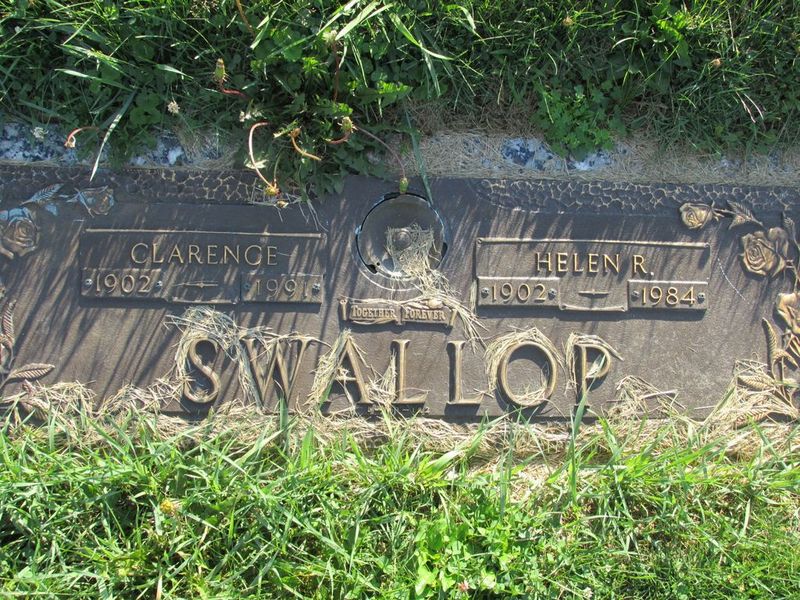 CLARENCE
1902 — 1991
HELEN R.
1902 — 1984
TOGETHER FOREVER
SWALLOP